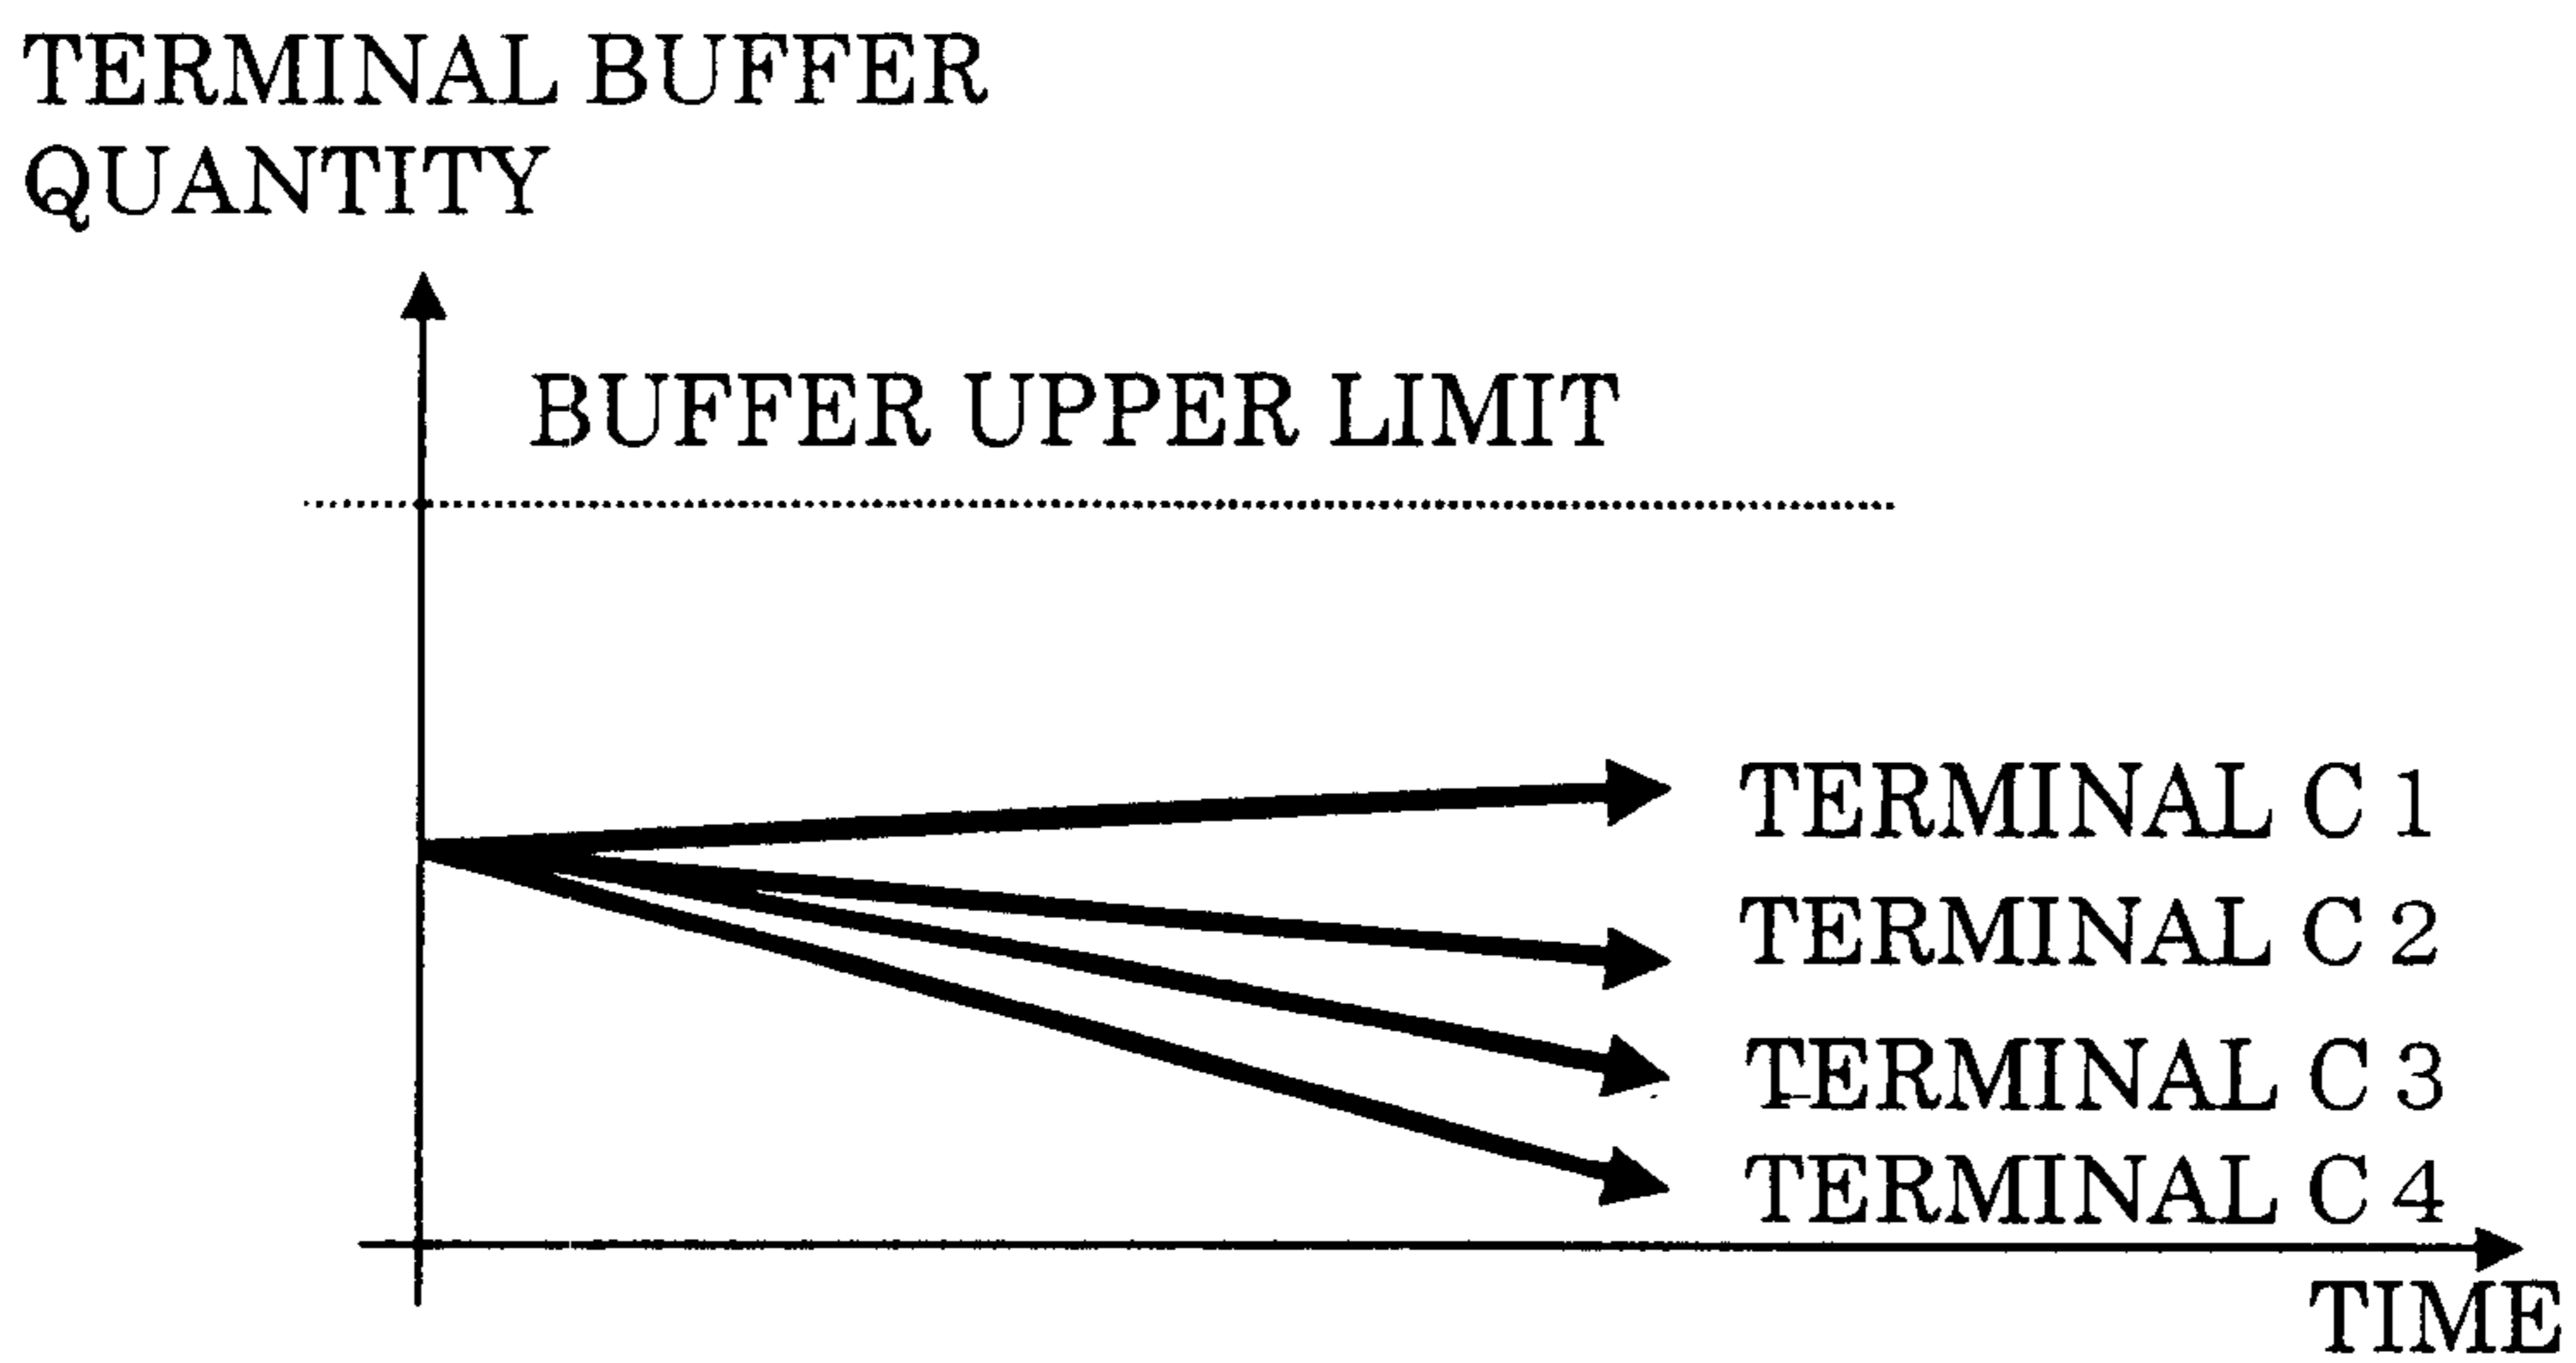 TERMINAL BUFFER
QUANTITY
BUFFER UPPER LIMIT
TERMINAL C 1
TERMINAL C 2
TERMINAL C 3
TERMINAL C 4
TIME